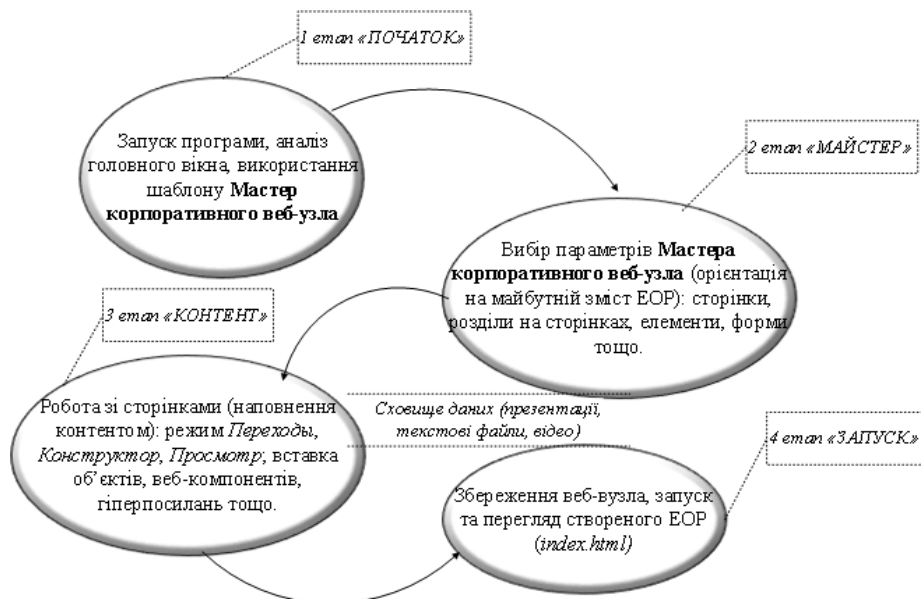 1 етап «ПОЧАТОК»
Запуск програми, аналіз
головного вікна, використання
шаблону Мастер
корпоративного веб-узла
2 етап «МАЙСТЕР»
Вибір параметрів Мастера
корпоративного веб-узла (орієнтація
на майбутній зміст ЕОР): сторінки,
розділи на сторінках, елементи, форми
тощо.
3 етап «КОНТЕНТ»
Робота зі сторінками (наповнення
контентом): режим Переходы,
Конструктор, Просмотр; вставка
об’єктів, веб-компонентів,
гіперпосилань тощо.
Сховище даних (презентації,
текстові файли, відео)
4 етап «ЗАПУСК»
Збереження веб-вузла, запуск
та перегляд створеного ЕОР
(index.html)